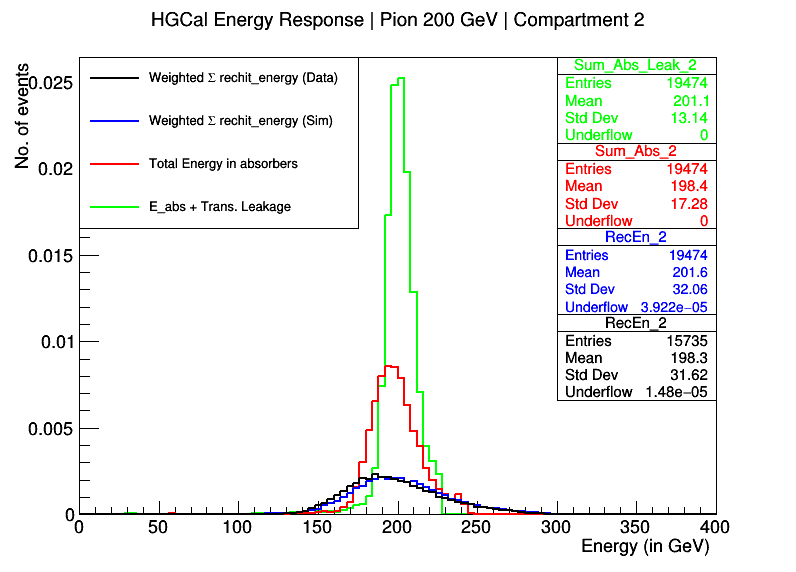 HGCal Energy Response | Pion 200 GeV | Compartment 2
No. of events
0.025
0.02
0.015
0.01
0.005
0
Weighted Σ rechit_energy (Data)
Weighted Σ rechit_energy (Sim)
Total Energy in absorbers
E_abs + Trans. Leakage
Sum_Abs_Leak_2
Entries 19474
Mean 201.1
Std Dev 13.14
Underflow 0
Sum_Abs_2
Entries 19474
Mean 198.4
Std Dev 17.28
Underflow 0
RecEn_2
Entries 19474
Mean 201.6
Std Dev 32.06
Underflow 3.922e−05
RecEn_2
Entries 15735
Mean 198.3
Std Dev 31.62
Underflow 1.48e−05
0 50 100 150 200 250 300 350 400
Energy (in GeV)